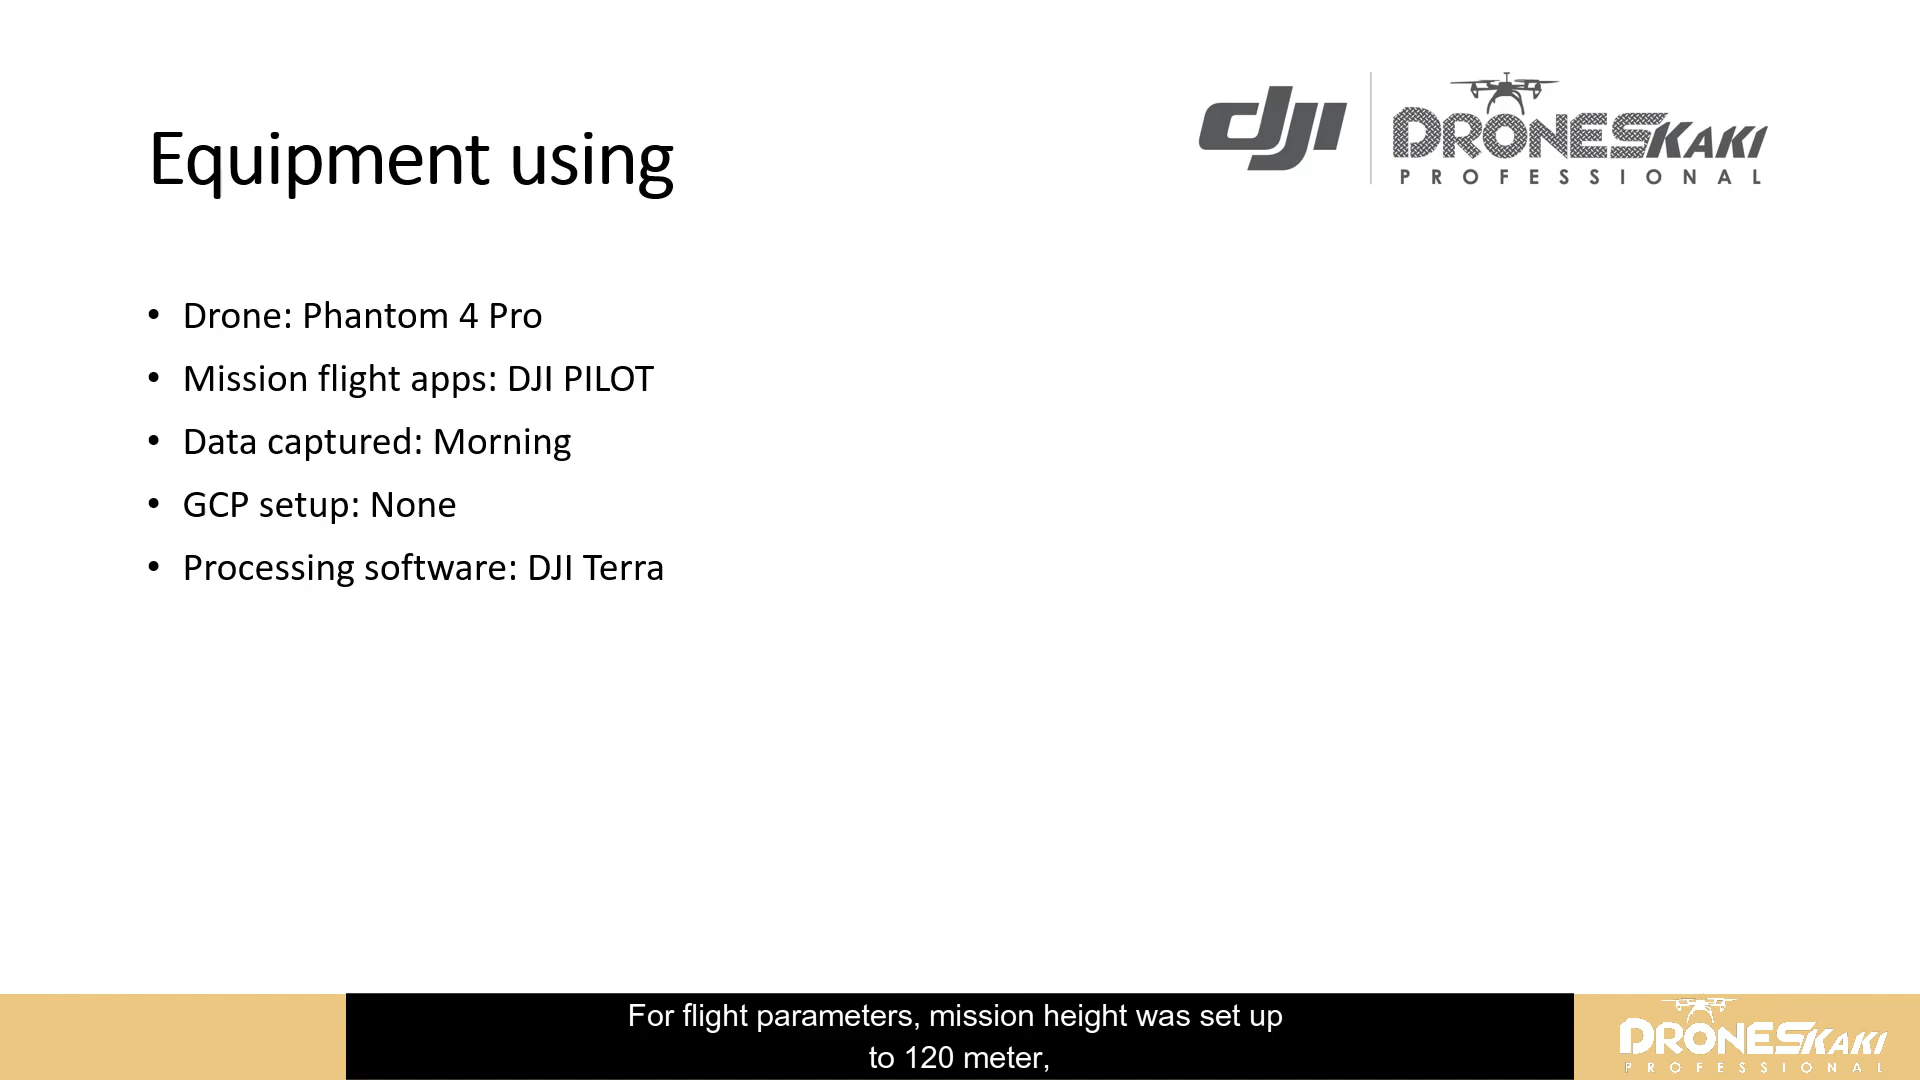 Equipment using
dji
DRONESKAKI
PROFESSIONAL
• Drone: Phantom 4 Pro
• Mission flight apps: DJI PILOT
• Data captured: Morning
• GCP setup: None
• Processing software: DJI Terra
For flight parameters, mission height was set up
to 120 meter,
DRONESKAKI
PROFESSIONAL